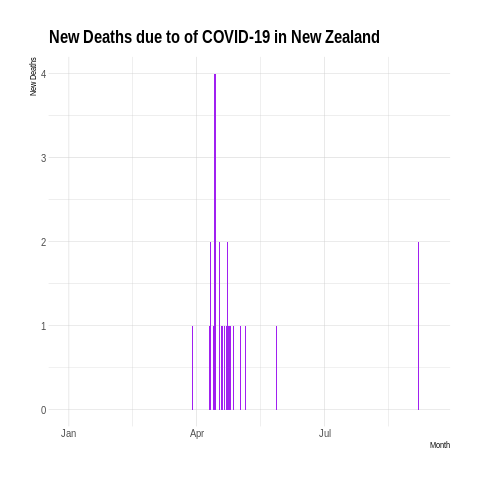 New Deaths due to of COVID-19 in New Zealand
New Deaths
4
3
2
1
0
Jan Apr Jul
Month